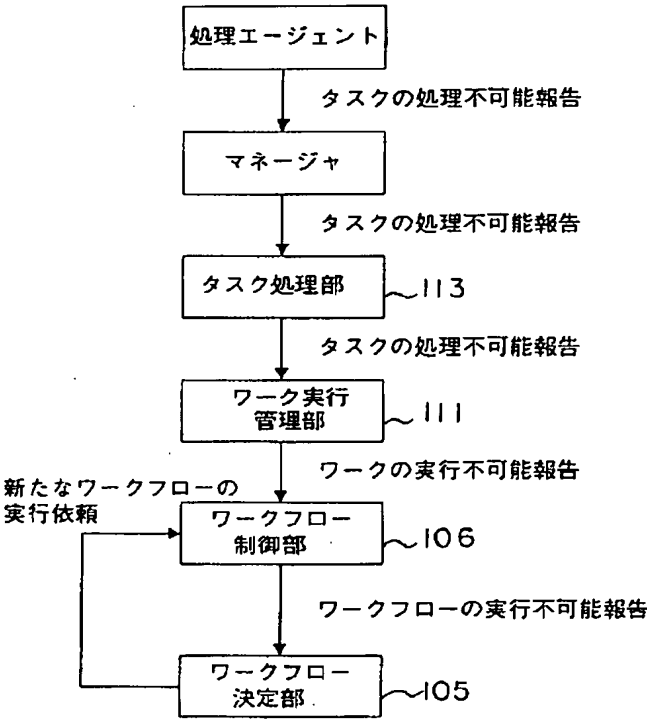 処理エージェント
タスクの処理不可能報告
マネージャ
タスクの処理不可能報告
タスク処理部
113
タスクの処理不可能報告
ワーク実行
管理部
111
ワークの実行不可能報告
新たなワークフローの
実行依頼
ワークフロー
制御部
106
ワークフローの実行不可能報告
ワークフロー
決定部
105